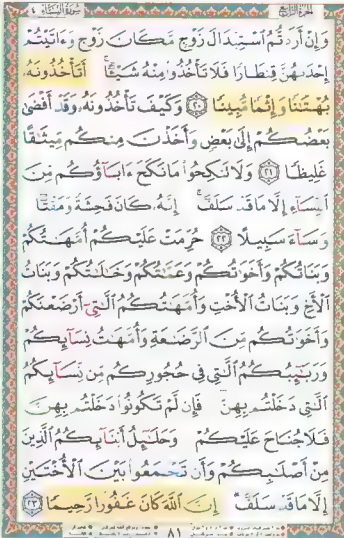 الجزء الرابع سورة النساء ٤
وَإِنْ أَرَدتُّمُ ٱسْتِبْدَالَ زَوْجٍ مَّكَانَ زَوْجٍ وَءَاتَيْتُمْ
إِحْدَىٰهُنَّ قِنطَارًا فَلَا تَأْخُذُوا۟ مِنْهُ شَيْـًٔا ۚ أَتَأْخُذُونَهُۥ
بُهْتَٰنًا وَإِثْمًا مُّبِينًا ٢٠ وَكَيْفَ تَأْخُذُونَهُۥ وَقَدْ أَفْضَىٰ
بَعْضُكُمْ إِلَىٰ بَعْضٍ وَأَخَذْنَ مِنكُم مِّيثَٰقًا
غَلِيظًا ٢١ وَلَا تَنكِحُوا۟ مَا نَكَحَ ءَابَآؤُكُم مِّنَ
ٱلنِّسَآءِ إِلَّا مَا قَدْ سَلَفَ ۚ إِنَّهُۥ كَانَ فَٰحِشَةً وَمَقْتًا
وَسَآءَ سَبِيلًا ٢٢ حُرِّمَتْ عَلَيْكُمْ أُمَّهَٰتُكُمْ
وَبَنَاتُكُمْ وَأَخَوَٰتُكُمْ وَعَمَّٰتُكُمْ وَخَٰلَٰتُكُمْ وَبَنَاتُ
ٱلْأَخِ وَبَنَاتُ ٱلْأُخْتِ وَأُمَّهَٰتُكُمُ ٱلَّٰتِىٓ أَرْضَعْنَكُمْ
وَأَخَوَٰتُكُم مِّنَ ٱلرَّضَٰعَةِ وَأُمَّهَٰتُ نِسَآئِكُمْ
وَرَبَٰٓئِبُكُمُ ٱلَّٰتِى فِى حُجُورِكُم مِّن نِّسَآئِكُمُ
ٱلَّٰتِى دَخَلْتُم بِهِنَّ فَإِن لَّمْ تَكُونُوا۟ دَخَلْتُم بِهِنَّ
فَلَا جُنَاحَ عَلَيْكُمْ وَحَلَٰٓئِلُ أَبْنَآئِكُمُ ٱلَّذِينَ
مِنْ أَصْلَٰبِكُمْ وَأَن تَجْمَعُوا۟ بَيْنَ ٱلْأُخْتَيْنِ
إِلَّا مَا قَدْ سَلَفَ ۗ إِنَّ ٱللَّهَ كَانَ غَفُورًا رَّحِيمًا ٢٣
٨١